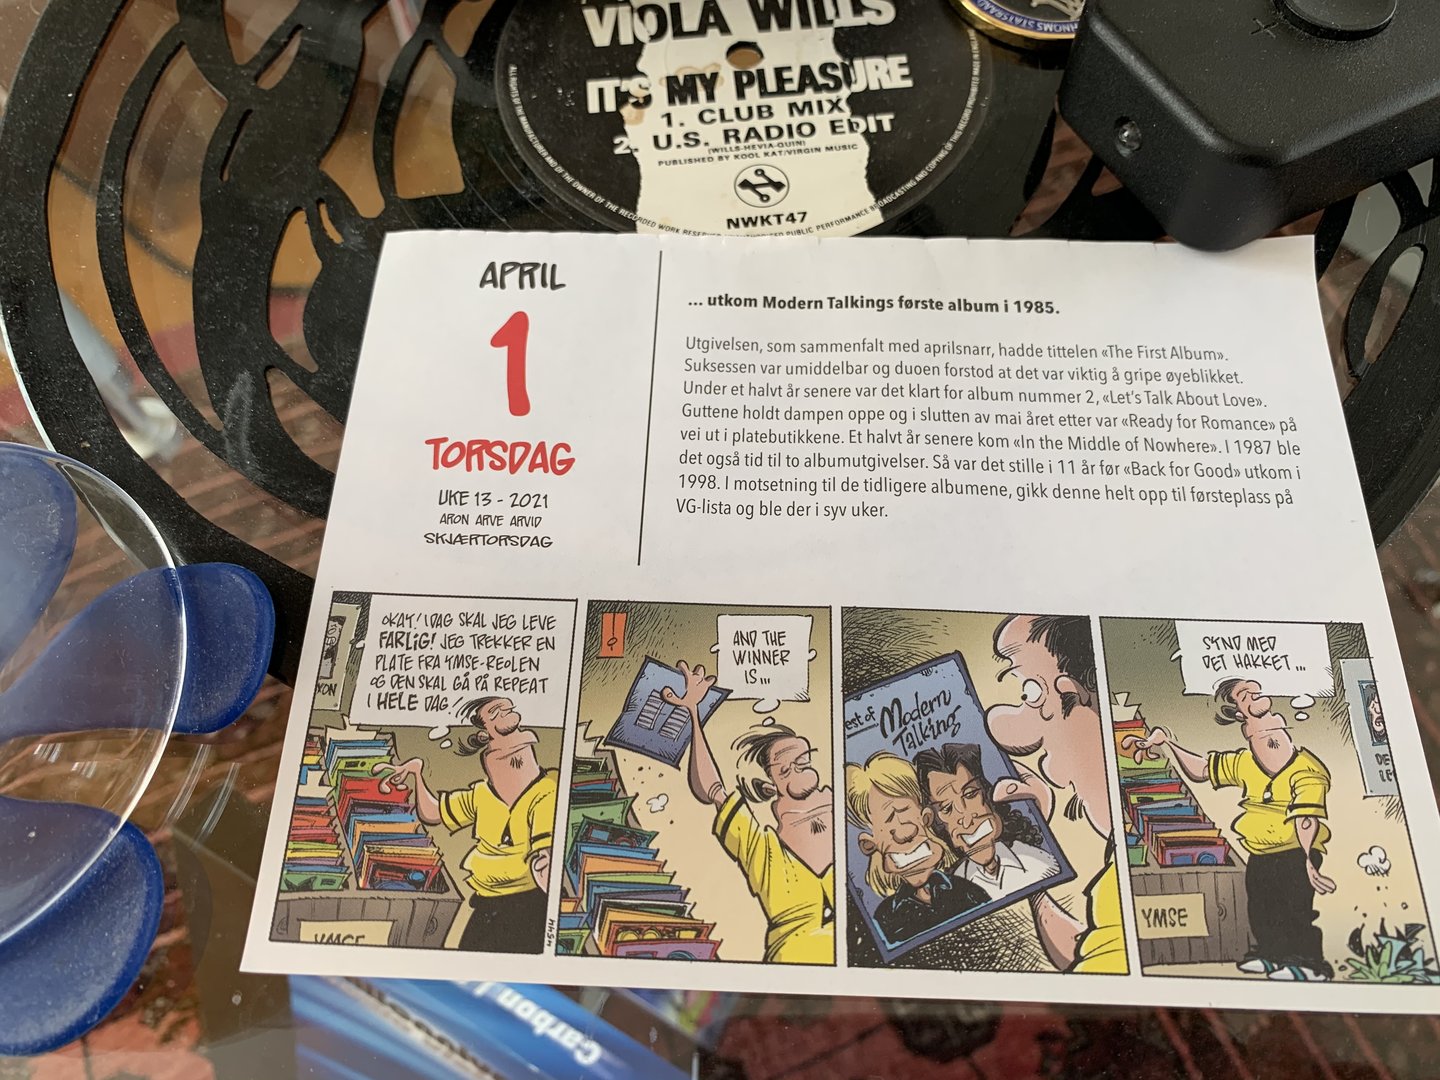 VIOLA WILLS
IT'S MY PLEASURE
1. CLUB MIX
2. U.S. RADIO EDIT
(WILLS-HEVIA-QUIN)
PUBLISHED BY KOOL KAT/VIRGIN MUSIC
NWKT47
APRIL
1
TORSDAG
UKE 13 - 2021
ARON ARVE ARVID
SKJÆRTORSDAG
... utkom Modern Talkings første album i 1985.
Utgivelsen, som sammenfalt med aprilsnarr, hadde tittelen «The First Album».
Suksessen var umiddelbar og duoen forstod at det var viktig å gripe øyeblikket.
Under et halvt år senere var det klart for album nummer 2, «Let's Talk About Love».
Guttene holdt dampen oppe og i slutten av mai året etter var «Ready for Romance» på
vei ut i platebutikkene. Et halvt år senere kom «In the Middle of Nowhere». I 1987 ble
det også tid til to albumutgivelser. Så var det stille i 11 år før «Back for Good» utkom i
1998. I motsetning til de tidligere albumene, gikk denne helt opp til førsteplass på
VG-lista og ble der i syv uker.
OKAY! I DAG SKAL JEG LEVE
FARLIG! JEG TREKKER EN
PLATE FRA YMSE-REOLEN
OG DEN SKAL GÅ PÅ REPEAT
I HELE DAG!
YMSE
4544
AND THE
WINNER
IS...
est of
Modern
Talking
SYND MED
DET HAKKET...
YMSE
Carbon